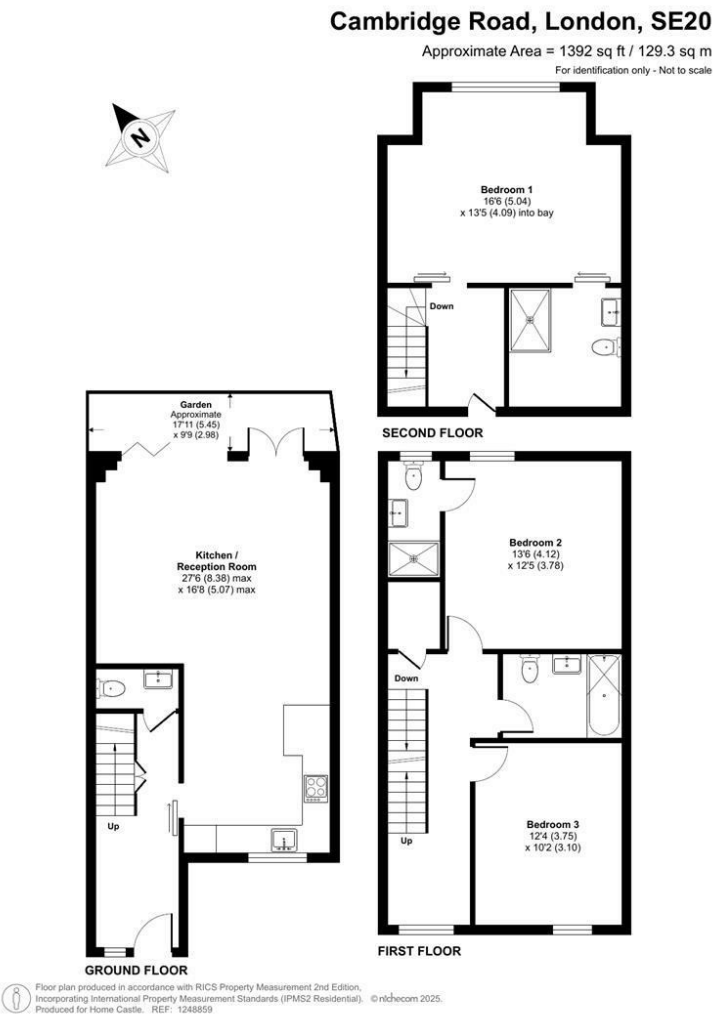 Cambridge Road, London, SE20
Approximate Area = 1392 sq ft / 129.3 sq m
For identification only - Not to scale
N
Bedroom 1
16'6 (5.04)
x 13'5 (4.09) into bay
Down
SECOND FLOOR
Garden
Approximate
17'11 (5.45)
x 9'9 (2.98)
Kitchen /
Reception Room
27'6 (8.38) max
x 16'8 (5.07) max
Up
GROUND FLOOR
Bedroom 2
13'6 (4.12)
x 12'5 (3.78)
Down
Bedroom 3
12'4 (3.75)
x 10'2 (3.10)
Up
FIRST FLOOR
Floor plan produced in accordance with RICS Property Measurement 2nd Edition,
Incorporating International Property Measurement Standards (IPMS2 Residential). © nichecom 2025.
Produced for Home Castle. REF: 1248859